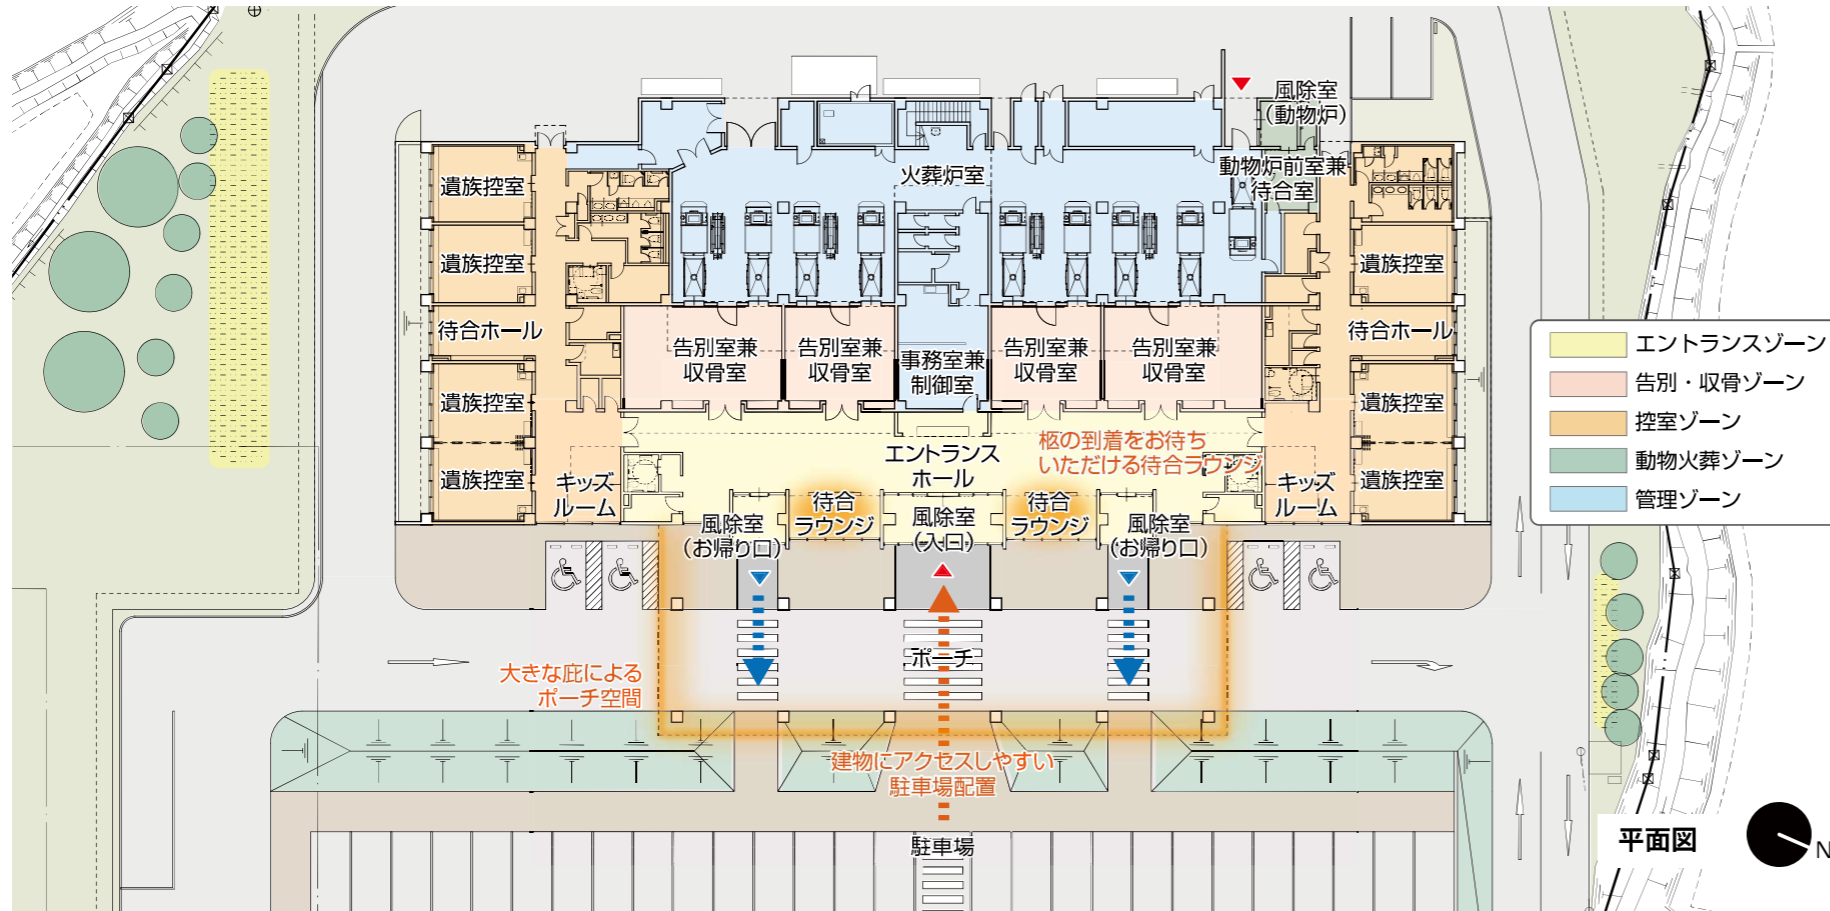 風除室
（動物炉）
火葬炉室
動物炉前室兼
待合室
遺族控室
遺族控室
待合ホール
遺族控室
遺族控室
キッズ
ルーム
告別室兼
収骨室
告別室兼
収骨室
事務室兼
制御室
告別室兼
収骨室
告別室兼
収骨室
遺族控室
待合ホール
遺族控室
遺族控室
キッズ
ルーム
エントランス
ホール
柩の到着をお待ち
いただける待合ラウンジ
風除室
（お帰り口）
待合
ラウンジ
風除室
（入口）
待合
ラウンジ
風除室
（お帰り口）
ポーチ
大きな庇による
ポーチ空間
建物にアクセスしやすい
駐車場配置
駐車場
エントランスゾーン
告別・収骨ゾーン
控室ゾーン
動物火葬ゾーン
管理ゾーン
平面図
N